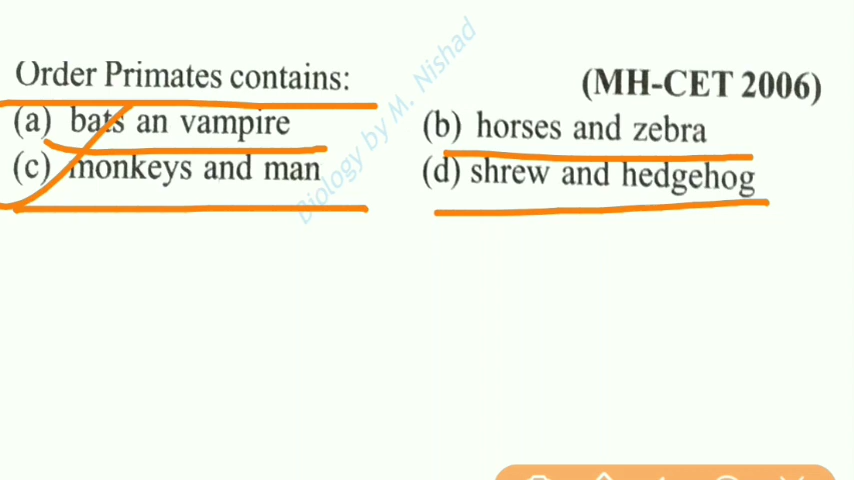 Order Primates contains: (MH-CET 2006)
(a) bats an vampire (b) horses and zebra
(c) monkeys and man (d) shrew and hedgehog
Biology by M. Nishad